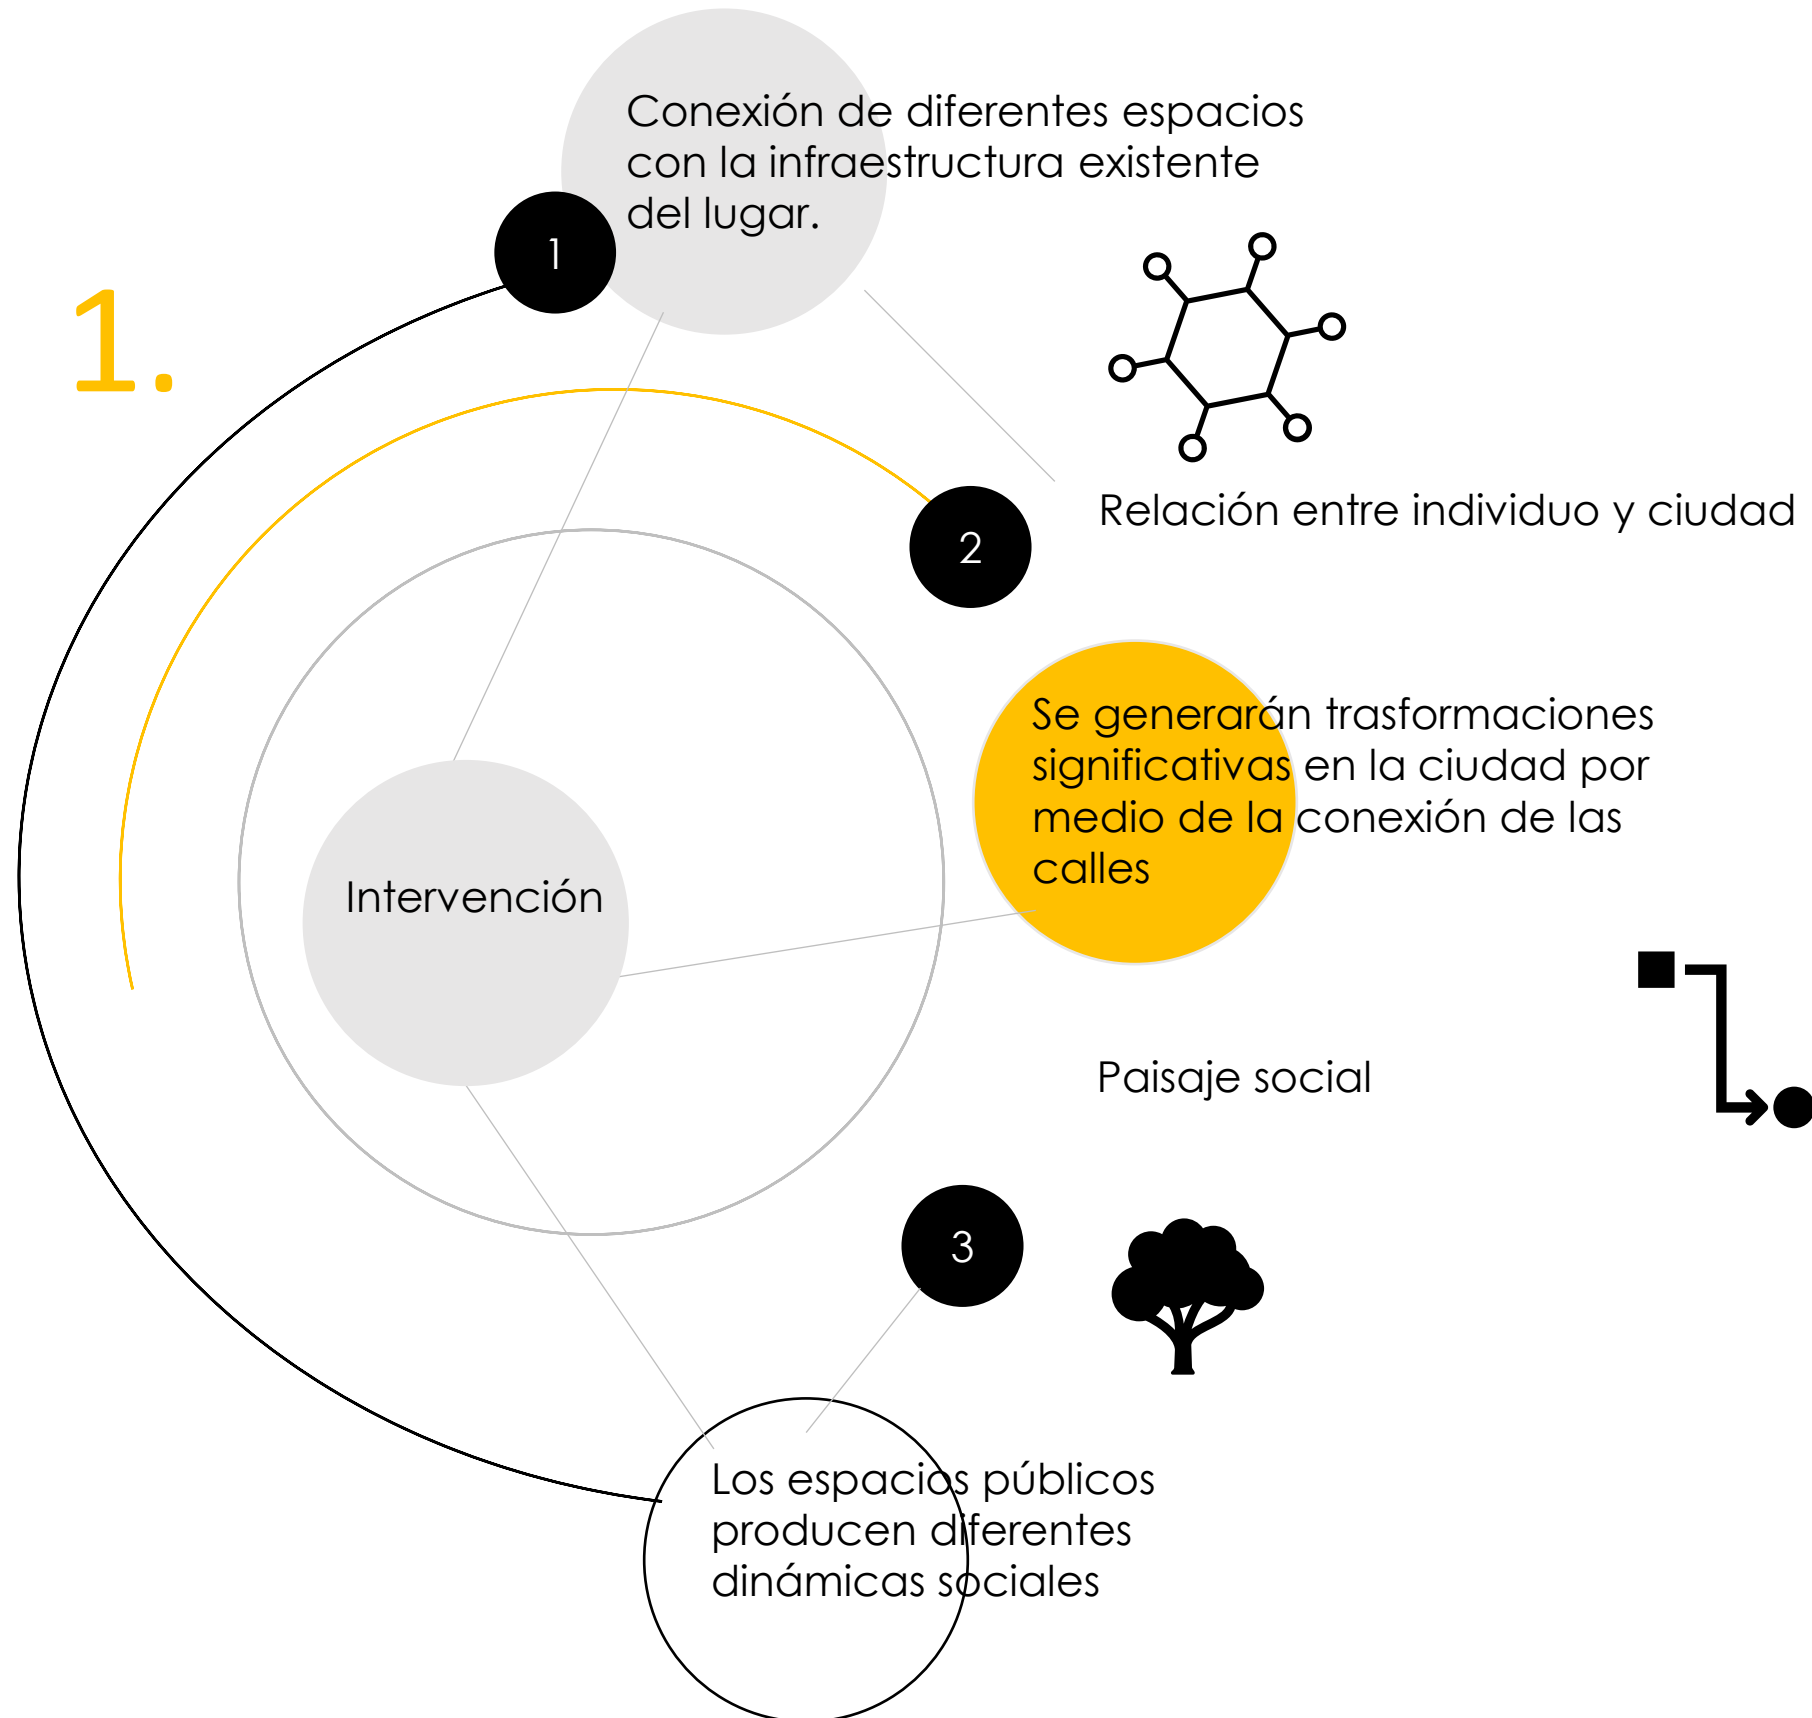 1.
1
Conexión de diferentes espacios
con la infraestructura existente
del lugar.
Relación entre individuo y ciudad
2
Se generarán trasformaciones
significativas en la ciudad por
medio de la conexión de las
calles
Intervención
Paisaje social
3
Los espacios públicos
producen diferentes
dinámicas sociales